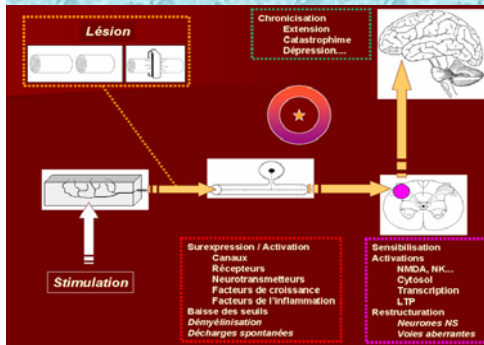 Lésion
Chronicisation
Extension
Catastrophime
Dépression....
Stimulation
Surexpression / Activation
Canaux
Récepteurs
Neurotransmetteurs
Facteurs de croissance
Facteurs de l'inflammation
Baisse des seuils
Démyélinisation
Décharges spontanées
Sensibilisation
Activations
NMDA, NK...
Cytosol
Transcription
LTP
Restructuration
Neurones NS
Voies aberrantes